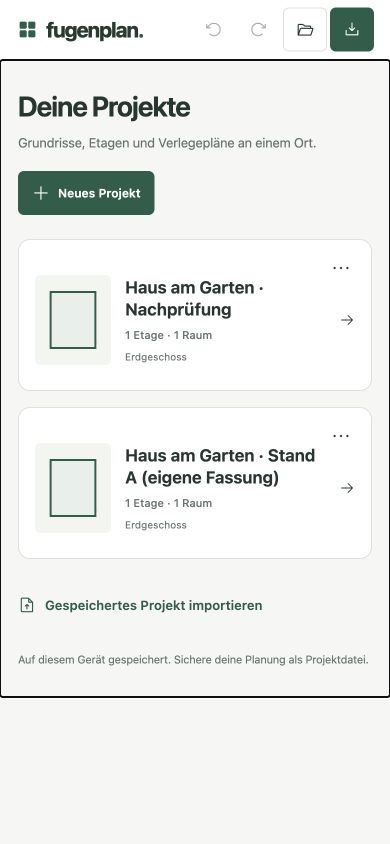 fugenplan.
Deine Projekte
Grundrisse, Etagen und Verlegepläne an einem Ort.
Neues Projekt
Haus am Garten ·
Nachprüfung
1 Etage · 1 Raum
Erdgeschoss
Haus am Garten · Stand
A (eigene Fassung)
1 Etage · 1 Raum
Erdgeschoss
Gespeichertes Projekt importieren
Auf diesem Gerät gespeichert. Sichere deine Planung als Projektdatei.